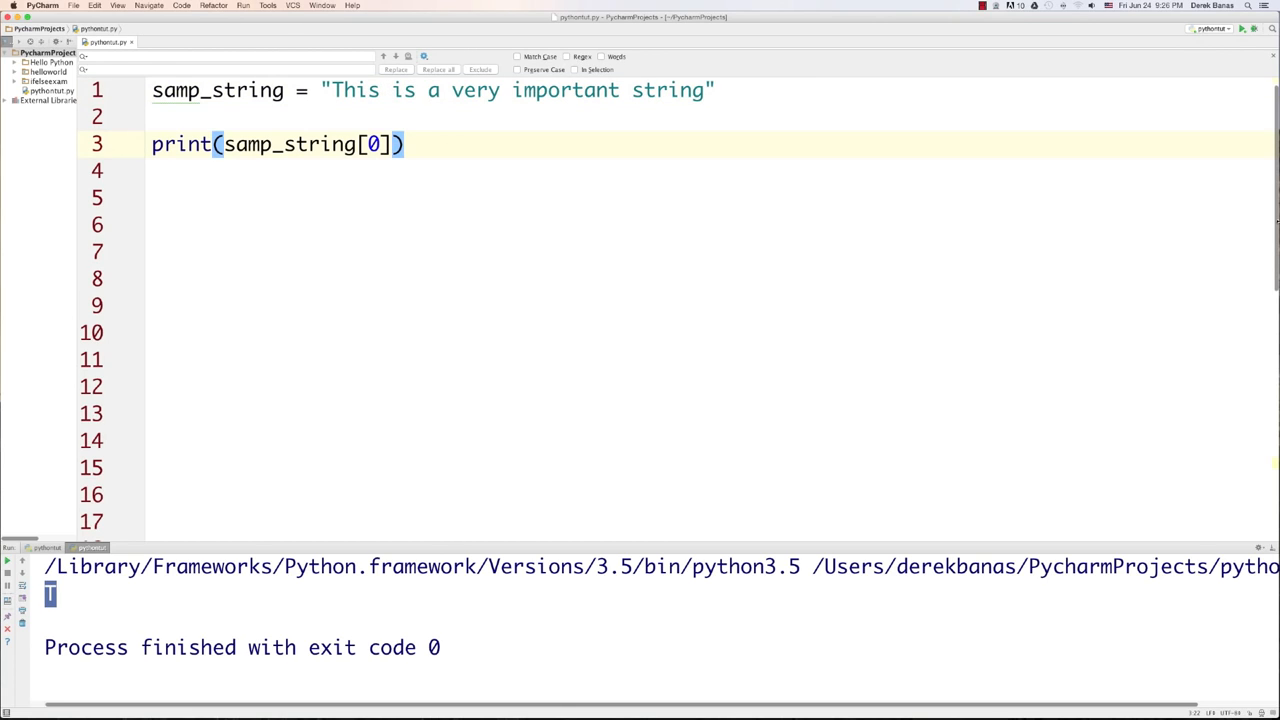 PyCharm File Edit View Navigate Code Refactor Run Tools VCS Window Help 10 Fri Jun 24 9:26 PM Derek Banas
pythontut.py - PycharmProjects - [~/PycharmProjects]
PycharmProjects pythontut.py pythontut
pythontut.py
PycharmProject
Hello Python
helloworld
ifelseexam
pythontut.py
External Librarie
Match Case Regex Words
Replace Replace all Exclude Preserve Case In Selection
1 samp_string = "This is a very important string"
2
3 print(samp_string[0])
4
5
6
7
8
9
10
11
12
13
14
15
16
17
Run: pythontut pythontut
/Library/Frameworks/Python.framework/Versions/3.5/bin/python3.5 /Users/derekbanas/PycharmProjects/pytho
T
Process finished with exit code 0
3:22 LF UTF-8